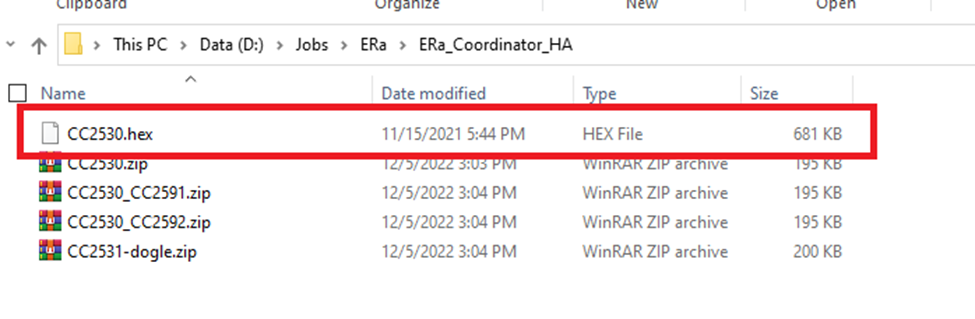 Clipboard Organize New Open
This PC > Data (D:) > Jobs > ERa > ERa_Coordinator_HA
Name Date modified Type Size
CC2530.hex 11/15/2021 5:44 PM HEX File 681 KB
CC2530.zip 12/5/2022 3:03 PM WinRAR ZIP archive 195 KB
CC2530_CC2591.zip 12/5/2022 3:04 PM WinRAR ZIP archive 195 KB
CC2530_CC2592.zip 12/5/2022 3:04 PM WinRAR ZIP archive 195 KB
CC2531-dogle.zip 12/5/2022 3:04 PM WinRAR ZIP archive 200 KB